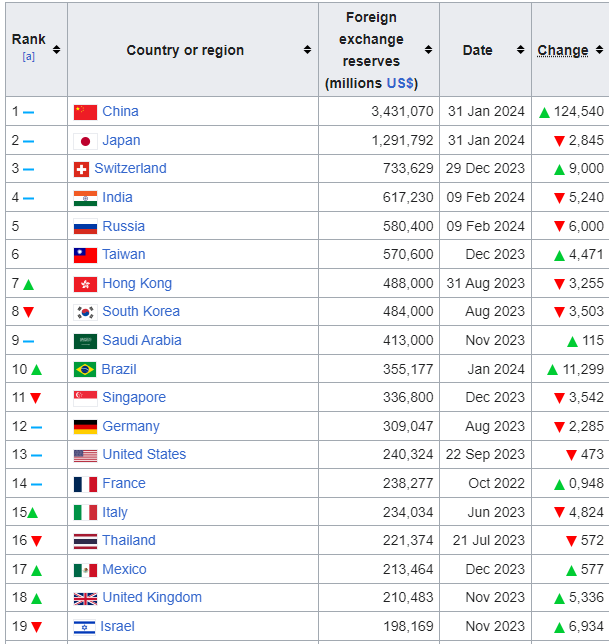 Rank [a] Country or region Foreign exchange reserves (millions US$) Date Change
1 China 3,431,070 31 Jan 2024 124,540
2 Japan 1,291,792 31 Jan 2024 2,845
3 Switzerland 733,629 29 Dec 2023 9,000
4 India 617,230 09 Feb 2024 5,240
5 Russia 580,400 09 Feb 2024 6,000
6 Taiwan 570,600 Dec 2023 4,471
7 Hong Kong 488,000 31 Aug 2023 3,255
8 South Korea 484,000 Aug 2023 3,503
9 Saudi Arabia 413,000 Nov 2023 115
10 Brazil 355,177 Jan 2024 11,299
11 Singapore 336,800 Dec 2023 3,542
12 Germany 309,047 Aug 2023 2,285
13 United States 240,324 22 Sep 2023 473
14 France 238,277 Oct 2022 0,948
15 Italy 234,034 Jun 2023 4,824
16 Thailand 221,374 21 Jul 2023 572
17 Mexico 213,464 Dec 2023 577
18 United Kingdom 210,483 Nov 2023 5,336
19 Israel 198,169 Nov 2023 6,934